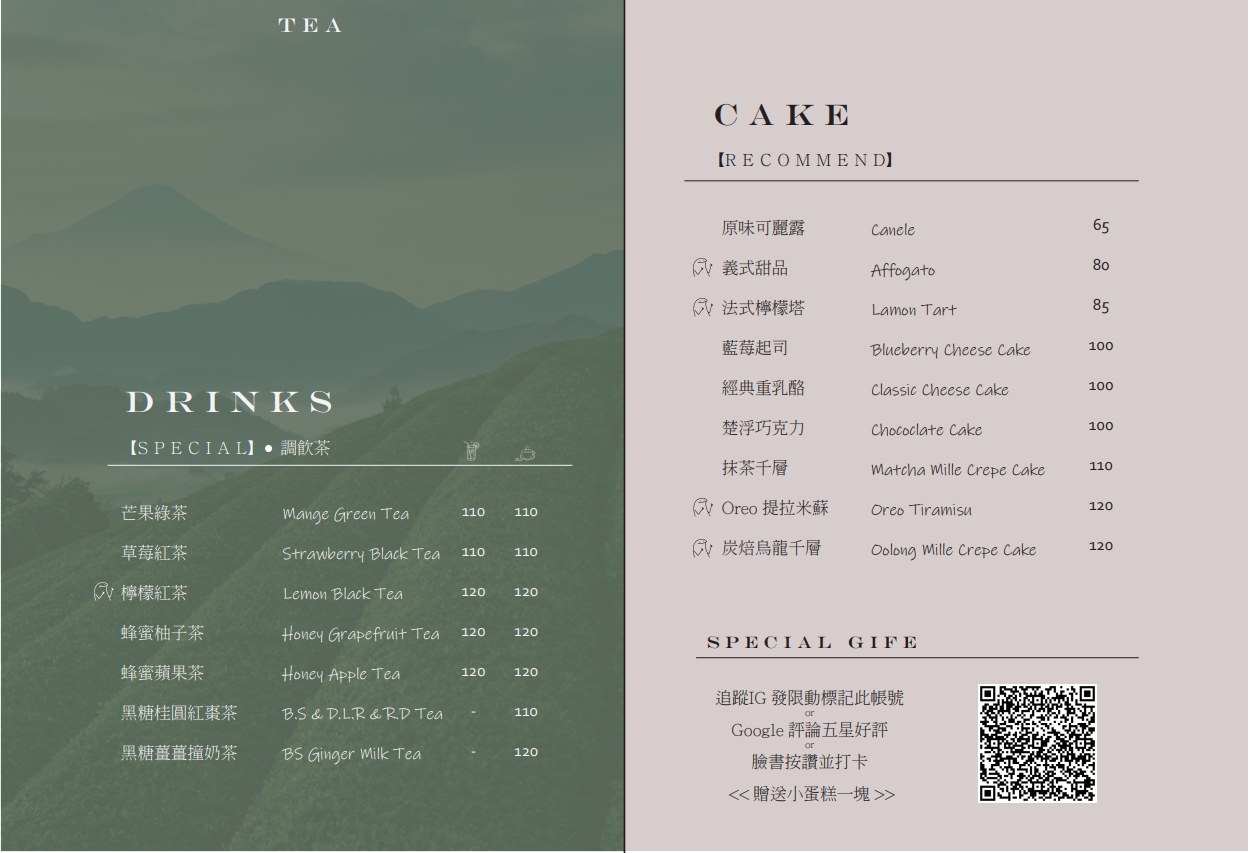 TEA
DRINKS
【SPECIAL】● 調飲茶
芒果綠茶 Mange Green Tea 110 110
草莓紅茶 Strawberry Black Tea 110 110
檸檬紅茶 Lemon Black Tea 120 120
蜂蜜柚子茶 Honey Grapefruit Tea 120 120
蜂蜜蘋果茶 Honey Apple Tea 120 120
黑糖桂圓紅棗茶 B.S & D.L.R & R.D Tea - 110
黑糖薑薑撞奶茶 BS Ginger Milk Tea - 120
CAKE
【RECOMMEND】
原味可麗露 Canele 65
義式甜品 Affogato 80
法式檸檬塔 Lamon Tart 85
藍莓起司 Blueberry Cheese Cake 100
經典重乳酪 Classic Cheese Cake 100
楚浮巧克力 Chococlate Cake 100
抹茶千層 Matcha Mille Crepe Cake 110
Oreo 提拉米蘇 Oreo Tiramisu 120
炭焙烏龍千層 Oolong Mille Crepe Cake 120
SPECIAL GIFE
追蹤IG 發限動標記此帳號
or
Google 評論五星好評
or
臉書按讚並打卡
<< 贈送小蛋糕一塊 >>